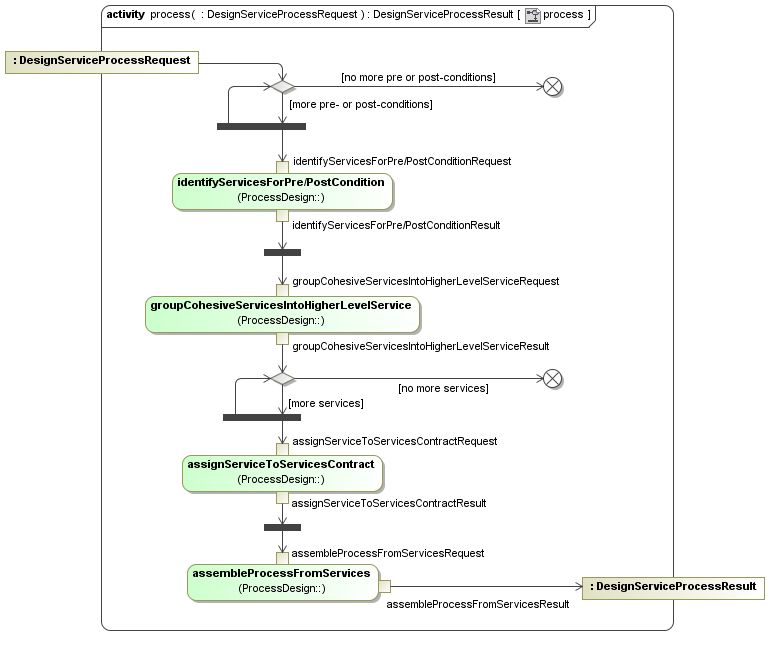 activity process( : DesignServiceProcessRequest ) : DesignServiceProcessResult [ process ]
: DesignServiceProcessRequest
[no more pre or post-conditions]
[more pre- or post-conditions]
identifyServicesForPre/PostConditionRequest
identifyServicesForPre/PostCondition
(ProcessDesign::)
identifyServicesForPre/PostConditionResult
groupCohesiveServicesIntoHigherLevelServiceRequest
groupCohesiveServicesIntoHigherLevelService
(ProcessDesign::)
groupCohesiveServicesIntoHigherLevelServiceResult
[no more services]
[more services]
assignServiceToServicesContractRequest
assignServiceToServicesContract
(ProcessDesign::)
assignServiceToServicesContractResult
assembleProcessFromServicesRequest
assembleProcessFromServices
(ProcessDesign::)
: DesignServiceProcessResult
assembleProcessFromServicesResult